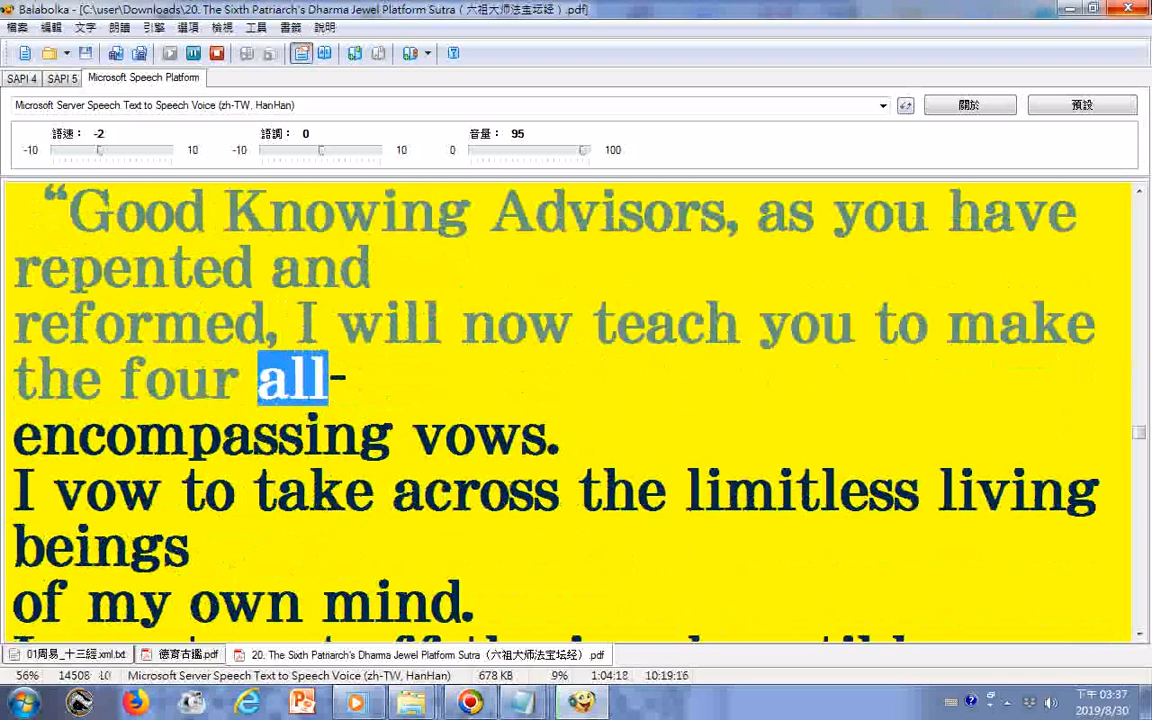 Balabolka - [C:\user\Downloads\20. The Sixth Patriarch's Dharma Jewel Platform Sutra（六祖大师法宝坛经）.pdf]
檔案 編輯 文字 朗讀 引擎 選項 檢視 工具 書籤 說明
SAPI 4 SAPI 5 Microsoft Speech Platform
Microsoft Server Speech Text to Speech Voice (zh-TW, HanHan) 關於 預設
語速： -2 語調： 0 音量： 95
-10 10 -10 10 0 100
“Good Knowing Advisors, as you have
repented and
reformed, I will now teach you to make
the four all-
encompassing vows.
I vow to take across the limitless living
beings
of my own mind.
01周易_十三經.xml.txt 德育古鑑.pdf 20. The Sixth Patriarch's Dharma Jewel Platform Sutra（六祖大师法宝坛经）.pdf
56% 14508 Microsoft Server Speech Text to Speech Voice (zh-TW, HanHan) 678 KB 9% 1:04:18 10:19:16
下午 03:37
2019/8/30